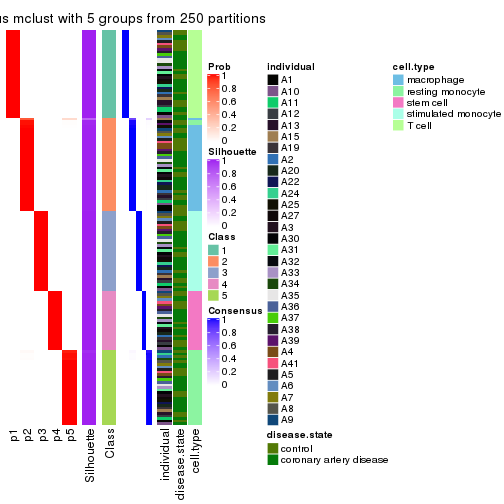 us mclust with 5 groups from 250 partitions
p1
p2
p3
p4
p5
Silhouette
Class
individual
disease.state
cell.type
Prob
1
0.8
0.6
0.4
0.2
0
Silhouette
1
0.8
0.6
0.4
0.2
0
Class
1
2
3
4
5
Consensus
1
0.8
0.6
0.4
0.2
0
individual
A1
A10
A11
A12
A13
A15
A19
A2
A20
A22
A24
A25
A27
A3
A30
A31
A32
A33
A34
A35
A36
A37
A38
A39
A4
A41
A5
A6
A7
A8
A9
disease.state
control
coronary artery disease
cell.type
macrophage
resting monocyte
stem cell
stimulated monocyte
T cell